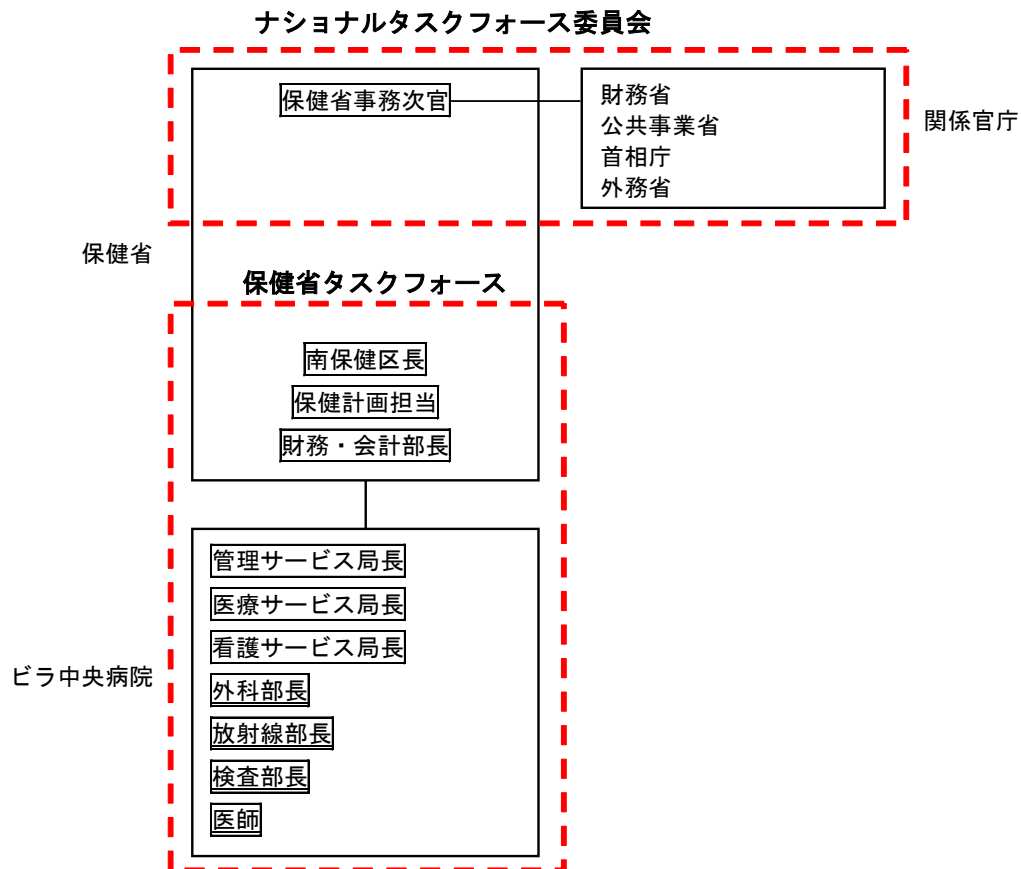 ナショナルタスクフォース委員会
保健省事務次官
財務省
公共事業省
首相庁
外務省
関係官庁
保健省
保健省タスクフォース
南保健区長
保健計画担当
財務・会計部長
管理サービス局長
医療サービス局長
看護サービス局長
外科部長
放射線部長
検査部長
医師
ビラ中央病院